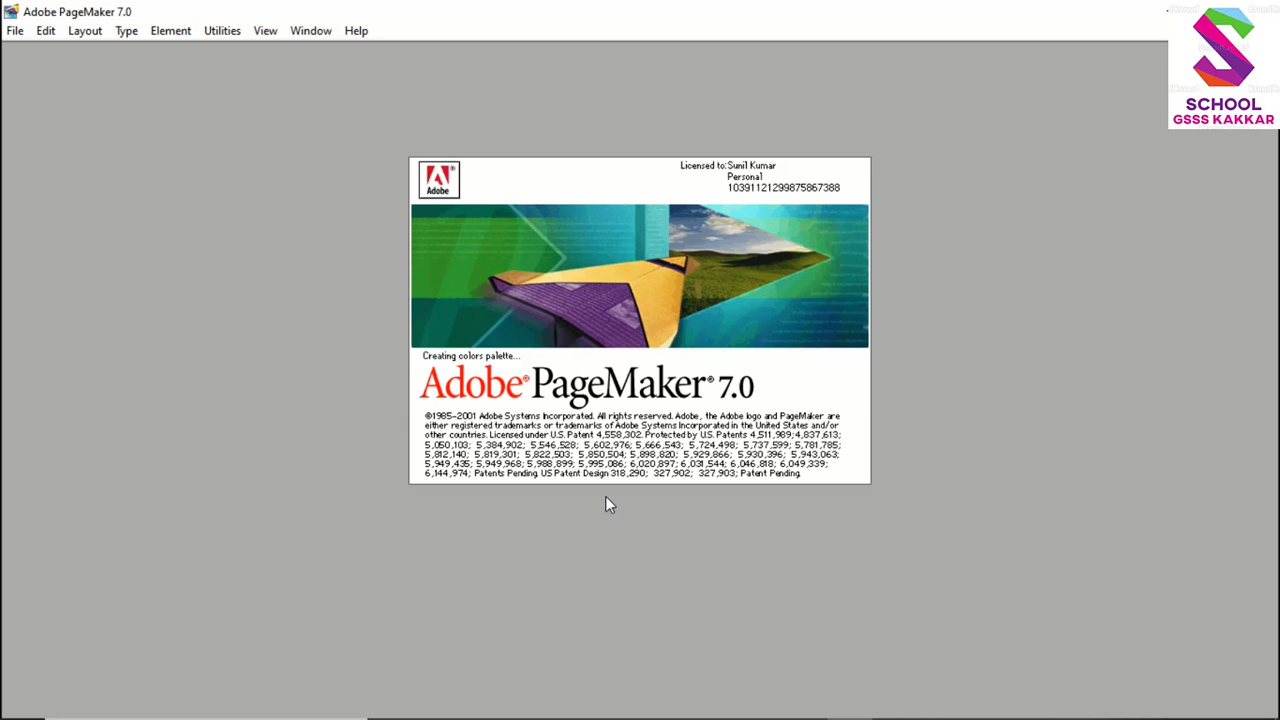 Adobe PageMaker 7.0
File Edit Layout Type Element Utilities View Window Help
SCHOOL
GSSS KAKKAR
Adobe
Licensed to: Sunil Kumar
Personal
10391121299875867388
Creating colors palette...
Adobe® PageMaker® 7.0
©1985-2001 Adobe Systems Incorporated. All rights reserved. Adobe, the Adobe logo and PageMaker are
either registered trademarks or trademarks of Adobe Systems Incorporated in the United States and/or
other countries. Licensed under U.S. Patent 4,558,302. Protected by U.S. Patents 4,511,989; 4,837,613;
5,050,103; 5,384,902; 5,546,528; 5,602,976; 5,666,543; 5,724,498; 5,737,599; 5,781,785;
5,812,140; 5,819,301; 5,822,503; 5,850,504; 5,898,820; 5,929,866; 5,930,396; 5,943,063;
5,949,435; 5,949,968; 5,988,899; 5,995,086; 6,020,897; 6,031,544; 6,046,818; 6,049,339;
6,144,974; Patents Pending. US Patent Design 318,290; 327,902; 327,903; Patent Pending.